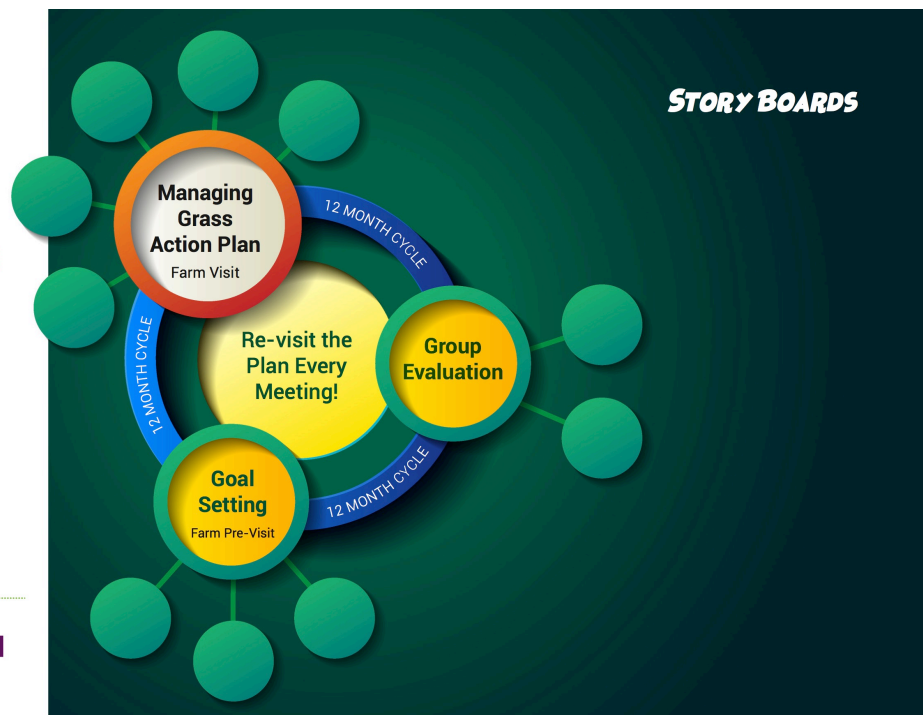 STORY BOARDS
Managing
Grass
Action Plan
Farm Visit
12 MONTH CYCLE
Re-visit the
Plan Every
Meeting!
Group
Evaluation
12 MONTH CYCLE
12 MONTH CYCLE
Goal
Setting
Farm Pre-Visit